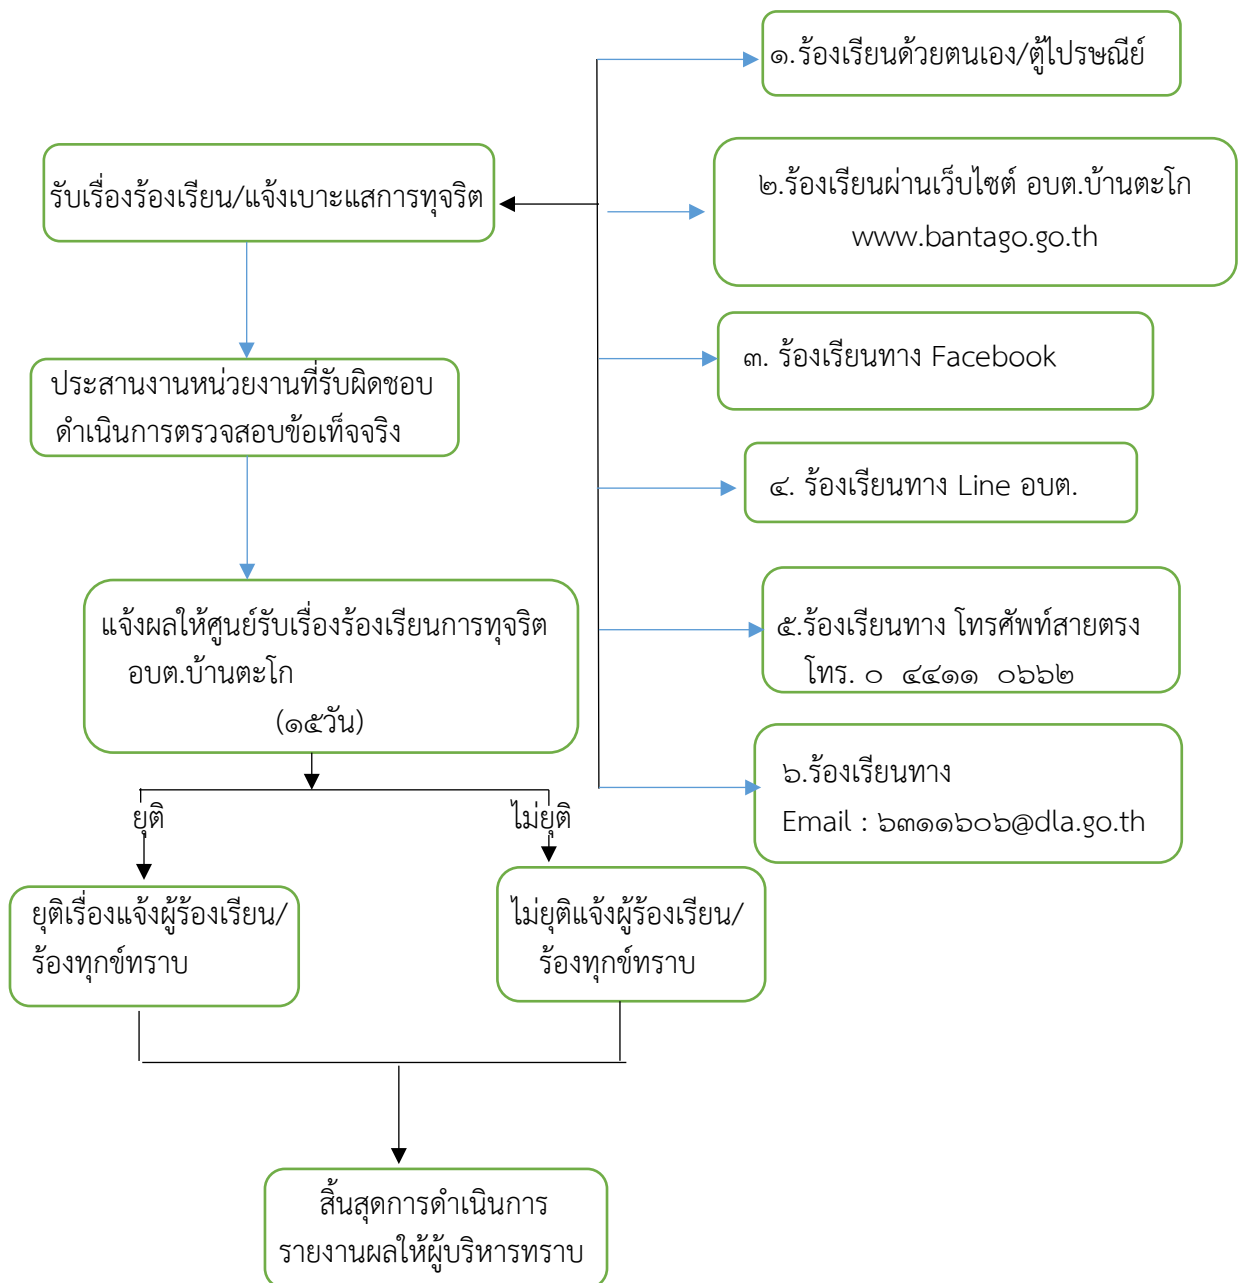 ๑.ร้องเรียนด้วยตนเอง/ตู้ไปรษณีย์
รับเรื่องร้องเรียน/แจ้งเบาะแสการทุจริต
๒.ร้องเรียนผ่านเว็บไซต์ อบต.บ้านตะโก
www.bantago.go.th
๓. ร้องเรียนทาง Facebook
ประสานงานหน่วยงานที่รับผิดชอบ
ดำเนินการตรวจสอบข้อเท็จจริง
๔. ร้องเรียนทาง Line อบต.
แจ้งผลให้ศูนย์รับเรื่องร้องเรียนการทุจริต
อบต.บ้านตะโก
(๑๕วัน)
๕.ร้องเรียนทาง โทรศัพท์สายตรง
โทร. ๐ ๔๔๑๑ ๐๖๖๒
๖.ร้องเรียนทาง
Email : ๖๓๑๑๖๐๖@dla.go.th
ยุติ
ไม่ยุติ
ยุติเรื่องแจ้งผู้ร้องเรียน/
ร้องทุกข์ทราบ
ไม่ยุติแจ้งผู้ร้องเรียน/
ร้องทุกข์ทราบ
สิ้นสุดการดำเนินการ
รายงานผลให้ผู้บริหารทราบ